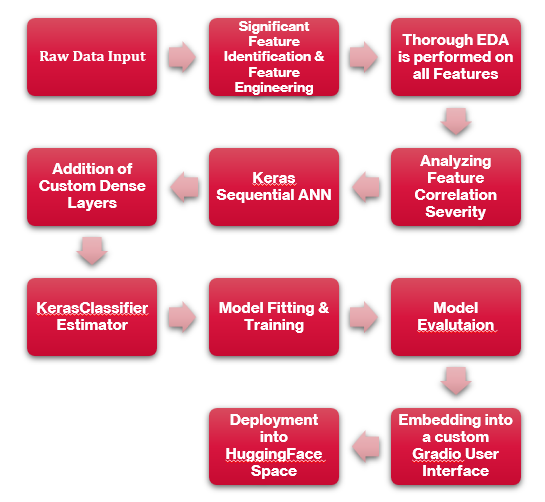 Raw Data Input
Significant
Feature
Identification &
Feature
Engineering
Thorough EDA
is performed on
all Features
Analyzing
Feature
Correlation
Severity
Keras
Sequential ANN
Addition of
Custom Dense
Layers
KerasClassifier
Estimator
Model Fitting &
Training
Model
Evalutaion
Embedding into
a custom
Gradio User
Interface
Deployment
into
HuggingFace
Space